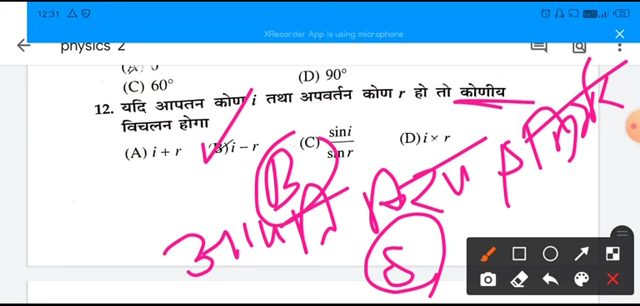 12:31
XRecorder App is using microphone
physics 2
(C) 60°
(D) 90°
12. यदि आपतन कोण i तथा अपवर्तन कोण r हो तो कोणीय
विचलन होगा
(A) i + r
(B) i − r
(C) sin i / sin r
(D) i × r
B